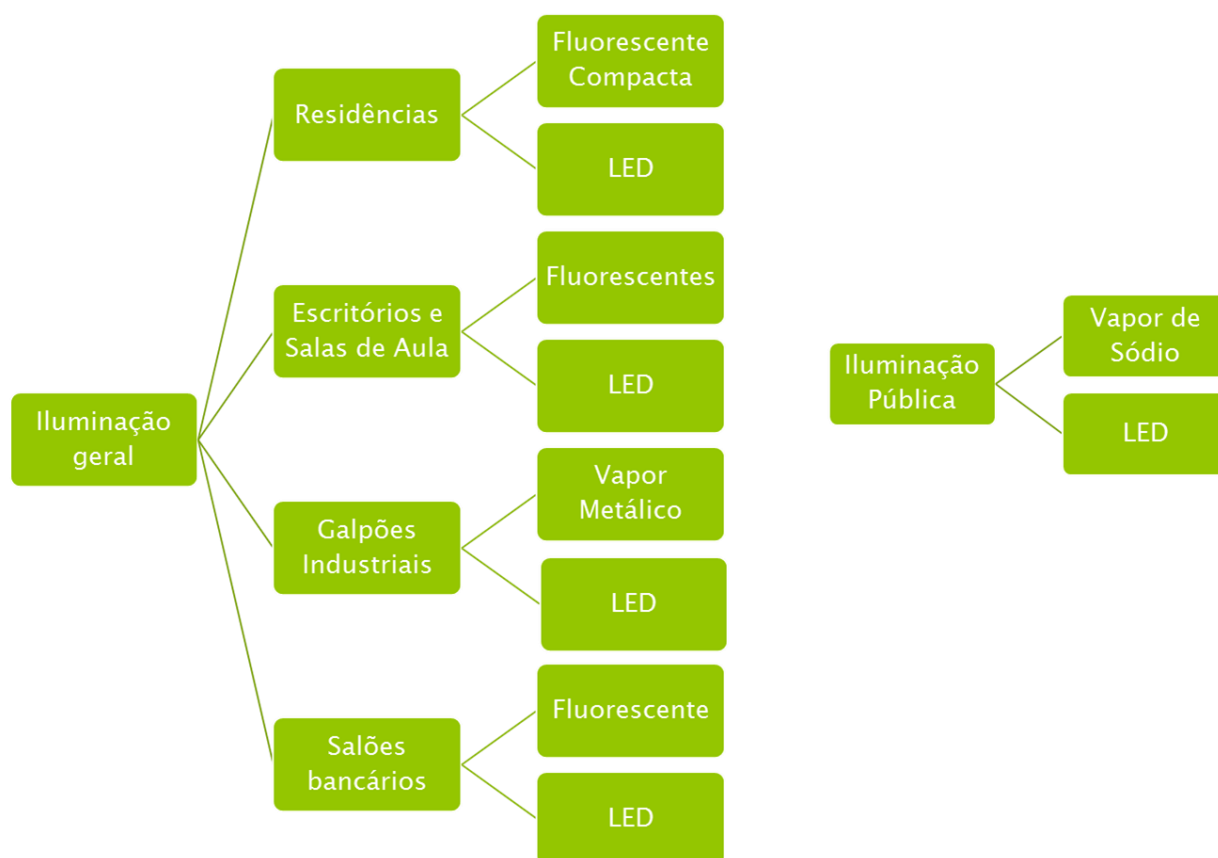 Iluminação
geral
Residências
Fluorescente
Compacta
LED
Escritórios e
Salas de Aula
Fluorescentes
LED
Galpões
Industriais
Vapor
Metálico
LED
Salões
bancários
Fluorescente
LED
Iluminação
Pública
Vapor de
Sódio
LED